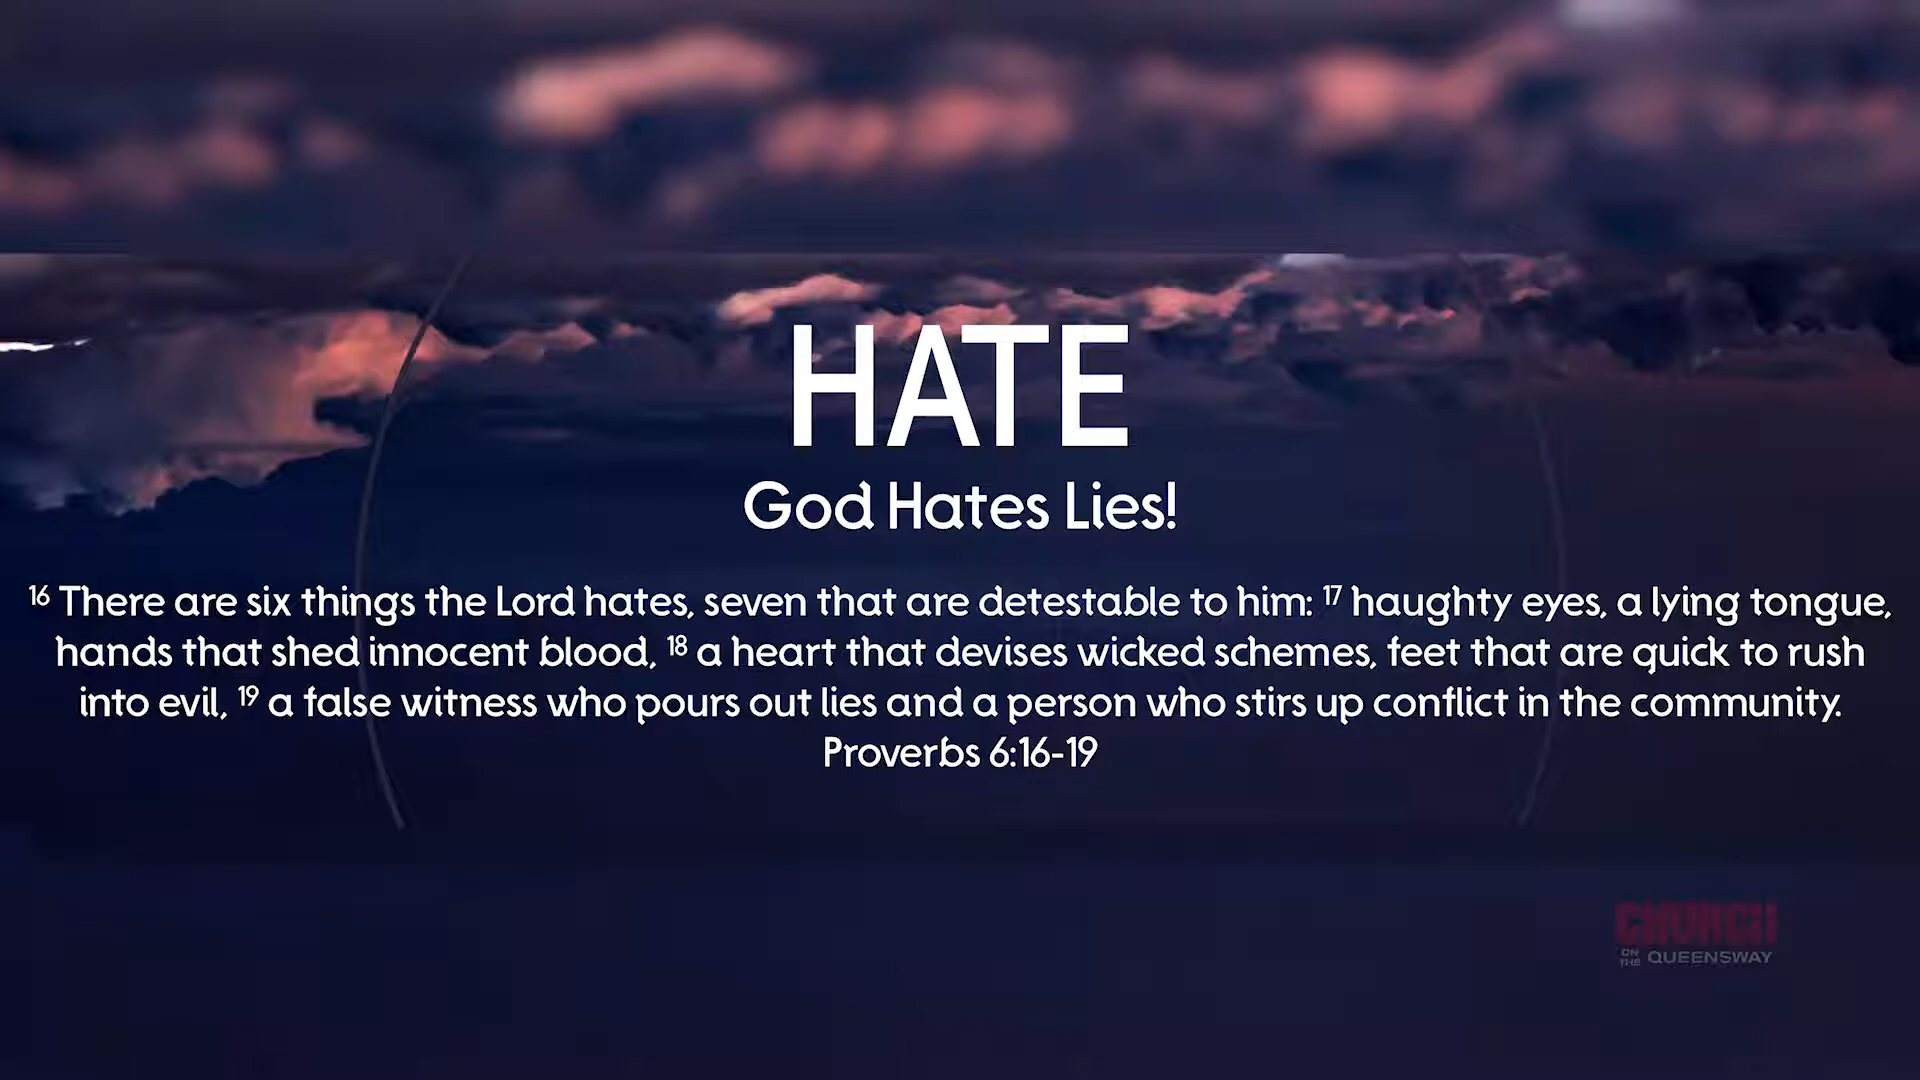 HATE
God Hates Lies!
16 There are six things the Lord hates, seven that are detestable to him: 17 haughty eyes, a lying tongue,
hands that shed innocent blood, 18 a heart that devises wicked schemes, feet that are quick to rush
into evil, 19 a false witness who pours out lies and a person who stirs up conflict in the community.
Proverbs 6:16-19
CHURCH
ON THE QUEENSWAY